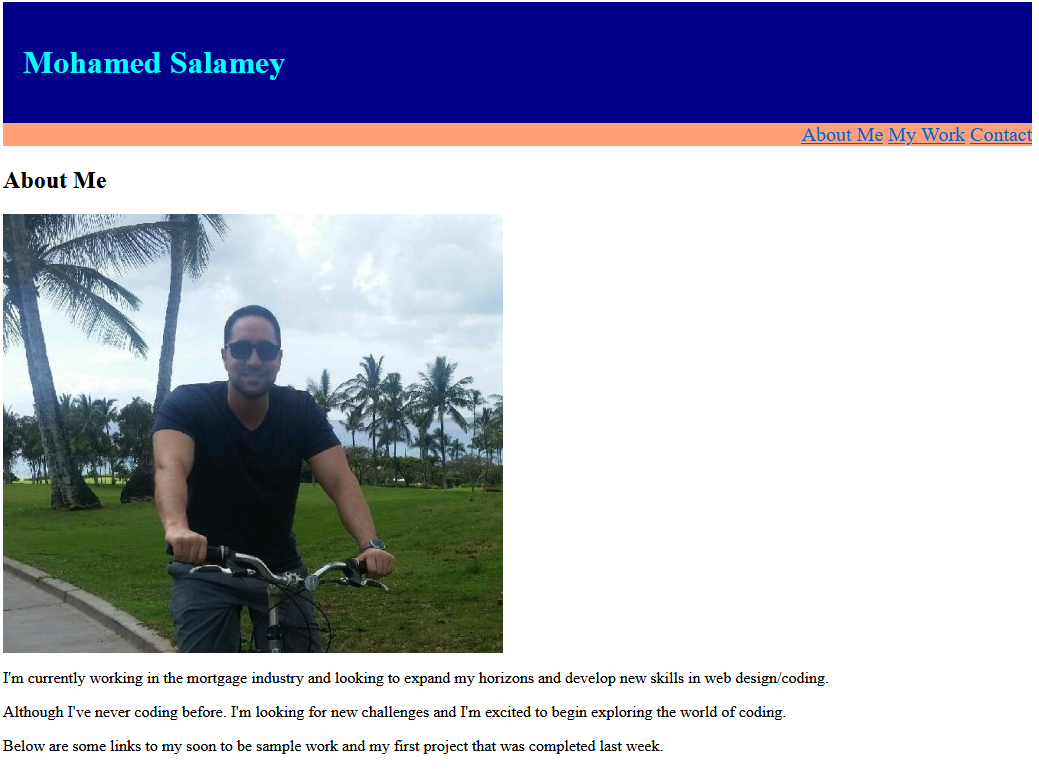 Mohamed Salamey
About Me My Work Contact
About Me
I'm currently working in the mortgage industry and looking to expand my horizons and develop new skills in web design/coding.
Although I've never coding before. I'm looking for new challenges and I'm excited to begin exploring the world of coding.
Below are some links to my soon to be sample work and my first project that was completed last week.